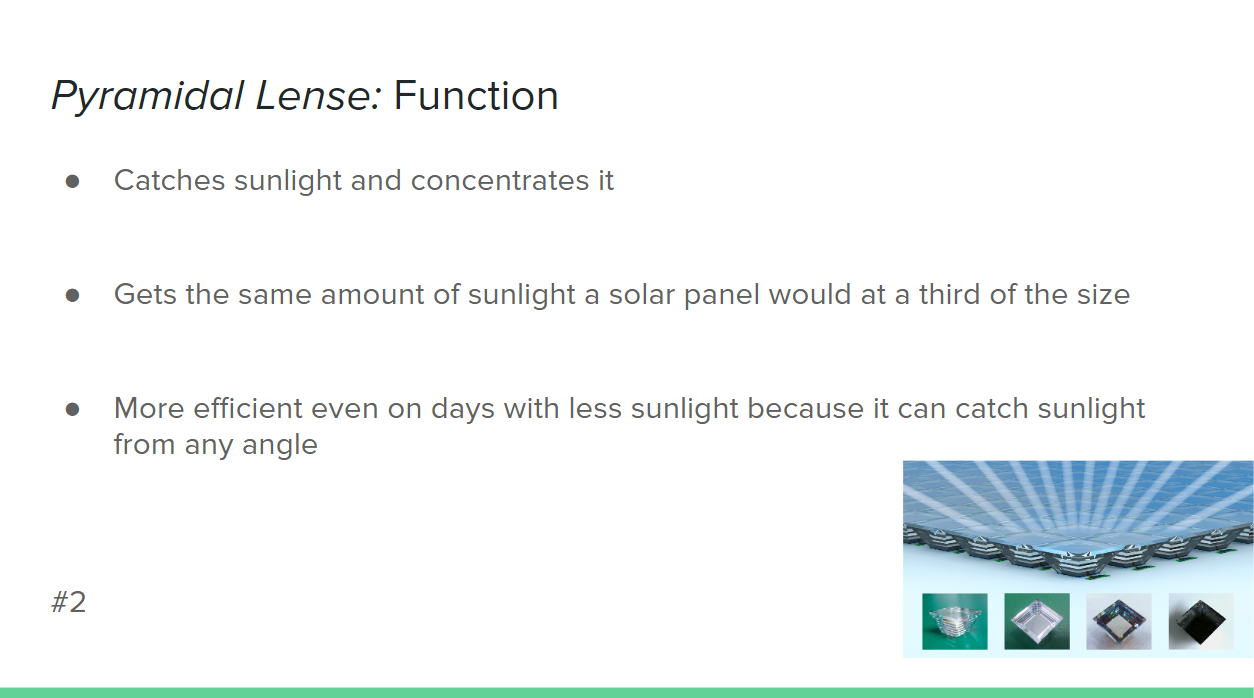 Pyramidal Lense: Function
● Catches sunlight and concentrates it
● Gets the same amount of sunlight a solar panel would at a third of the size
● More efficient even on days with less sunlight because it can catch sunlight
from any angle
#2